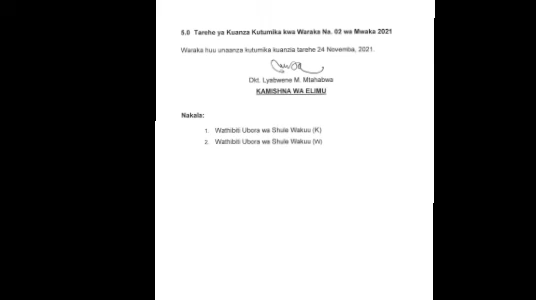 5.0 Tarehe ya Kuanza Kutumika kwa Waraka Na. 02 wa Mwaka 2021
Waraka huu unaanza kutumika kuanzia tarehe 24 Novemba, 2021.
Dkt. Lyabwene M. Mtahabwa
KAMISHNA WA ELIMU
Nakala:
1. Wathibiti Ubora wa Shule Wakuu (K)
2. Wathibiti Ubora wa Shule Wakuu (W)